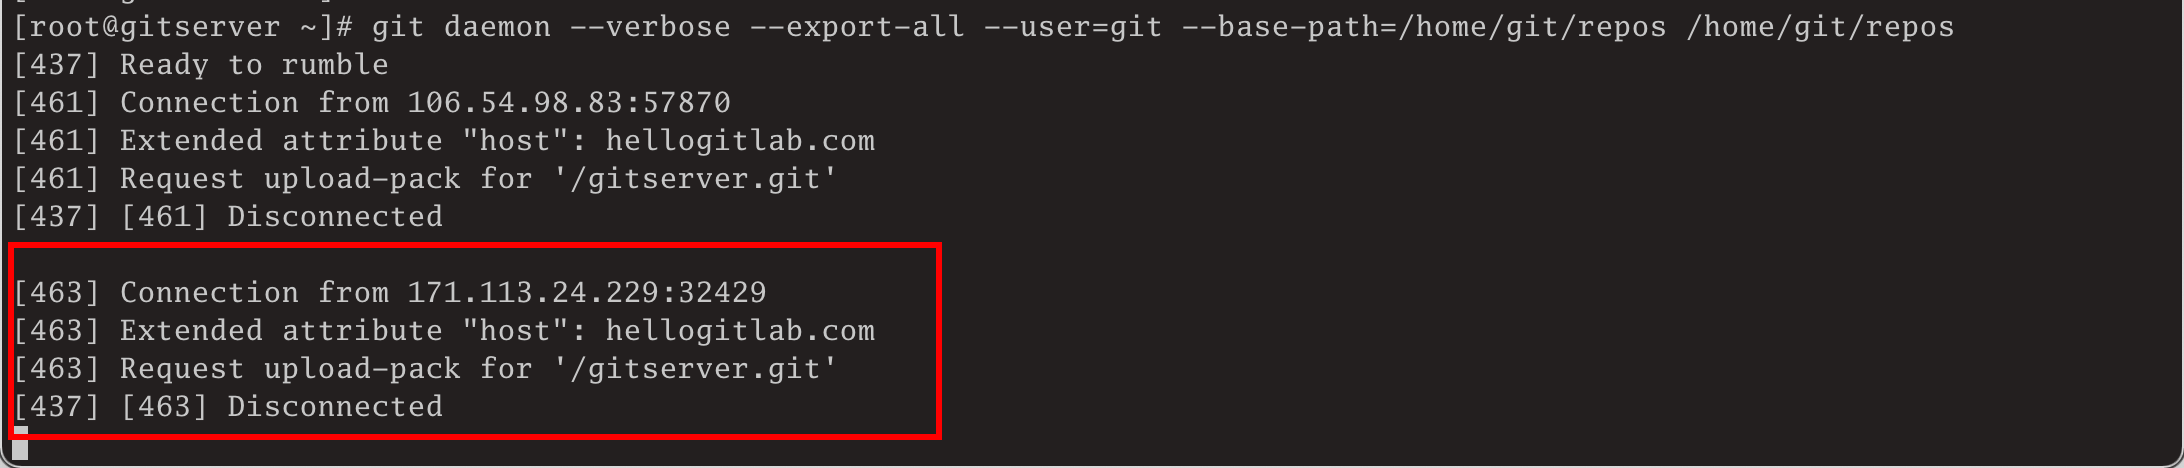 [root@gitserver ~]# git daemon --verbose --export-all --user=git --base-path=/home/git/repos /home/git/repos
[437] Ready to rumble
[461] Connection from 106.54.98.83:57870
[461] Extended attribute "host": hellogitlab.com
[461] Request upload-pack for '/gitserver.git'
[437] [461] Disconnected
[463] Connection from 171.113.24.229:32429
[463] Extended attribute "host": hellogitlab.com
[463] Request upload-pack for '/gitserver.git'
[437] [463] Disconnected